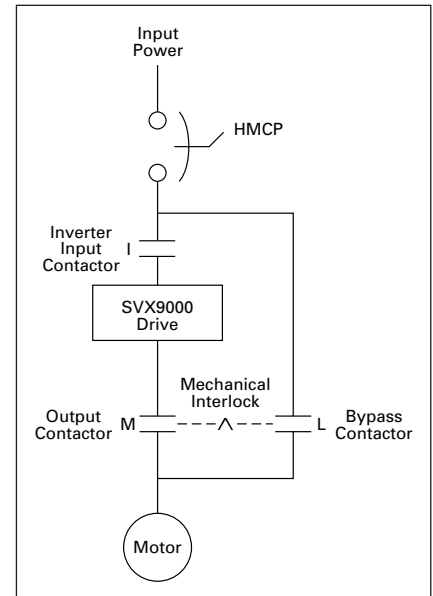 Input
Power
HMCP
Inverter
Input
Contactor
I
SVX9000
Drive
Mechanical
Interlock
Output
Contactor
M
L
Bypass
Contactor
Motor